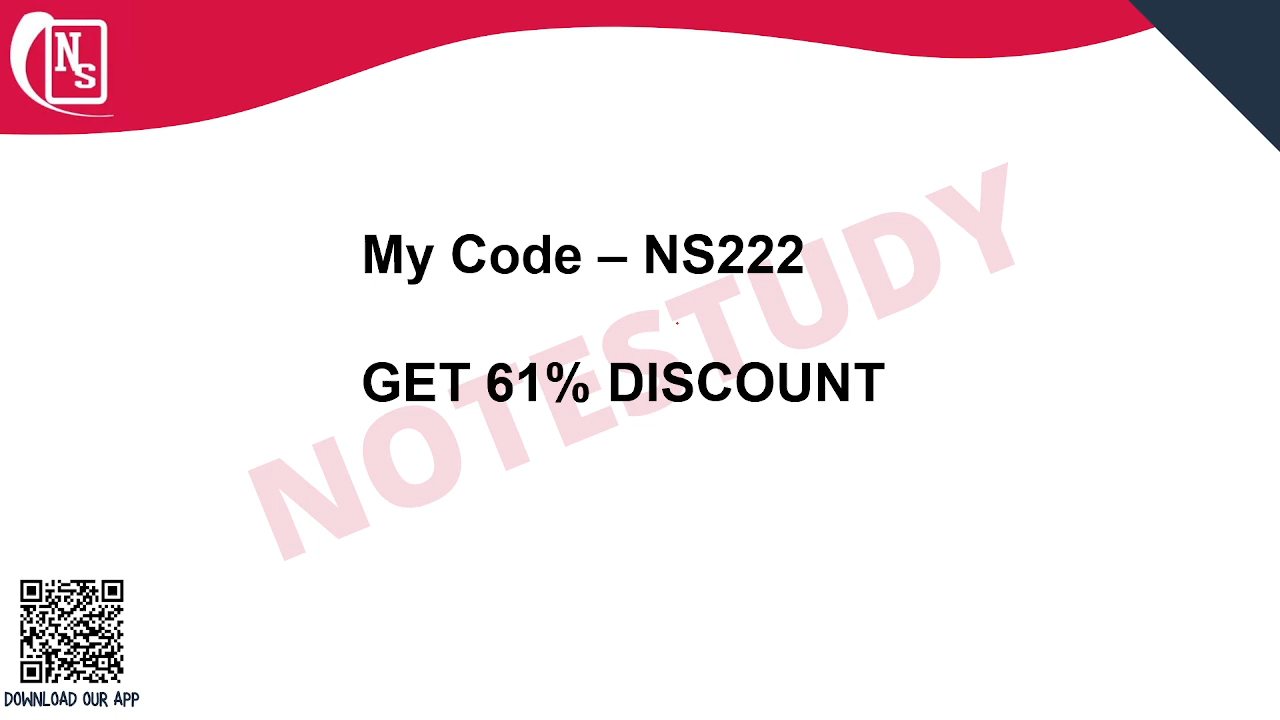 NS
My Code – NS222
GET 61% DISCOUNT
NOTESTUDY
DOWNLOAD OUR APP